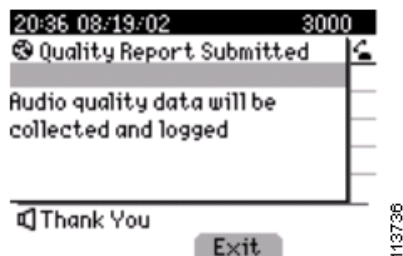 20:36 08/19/02 3000
Quality Report Submitted
Audio quality data will be
collected and logged
Thank You
Exit
113736